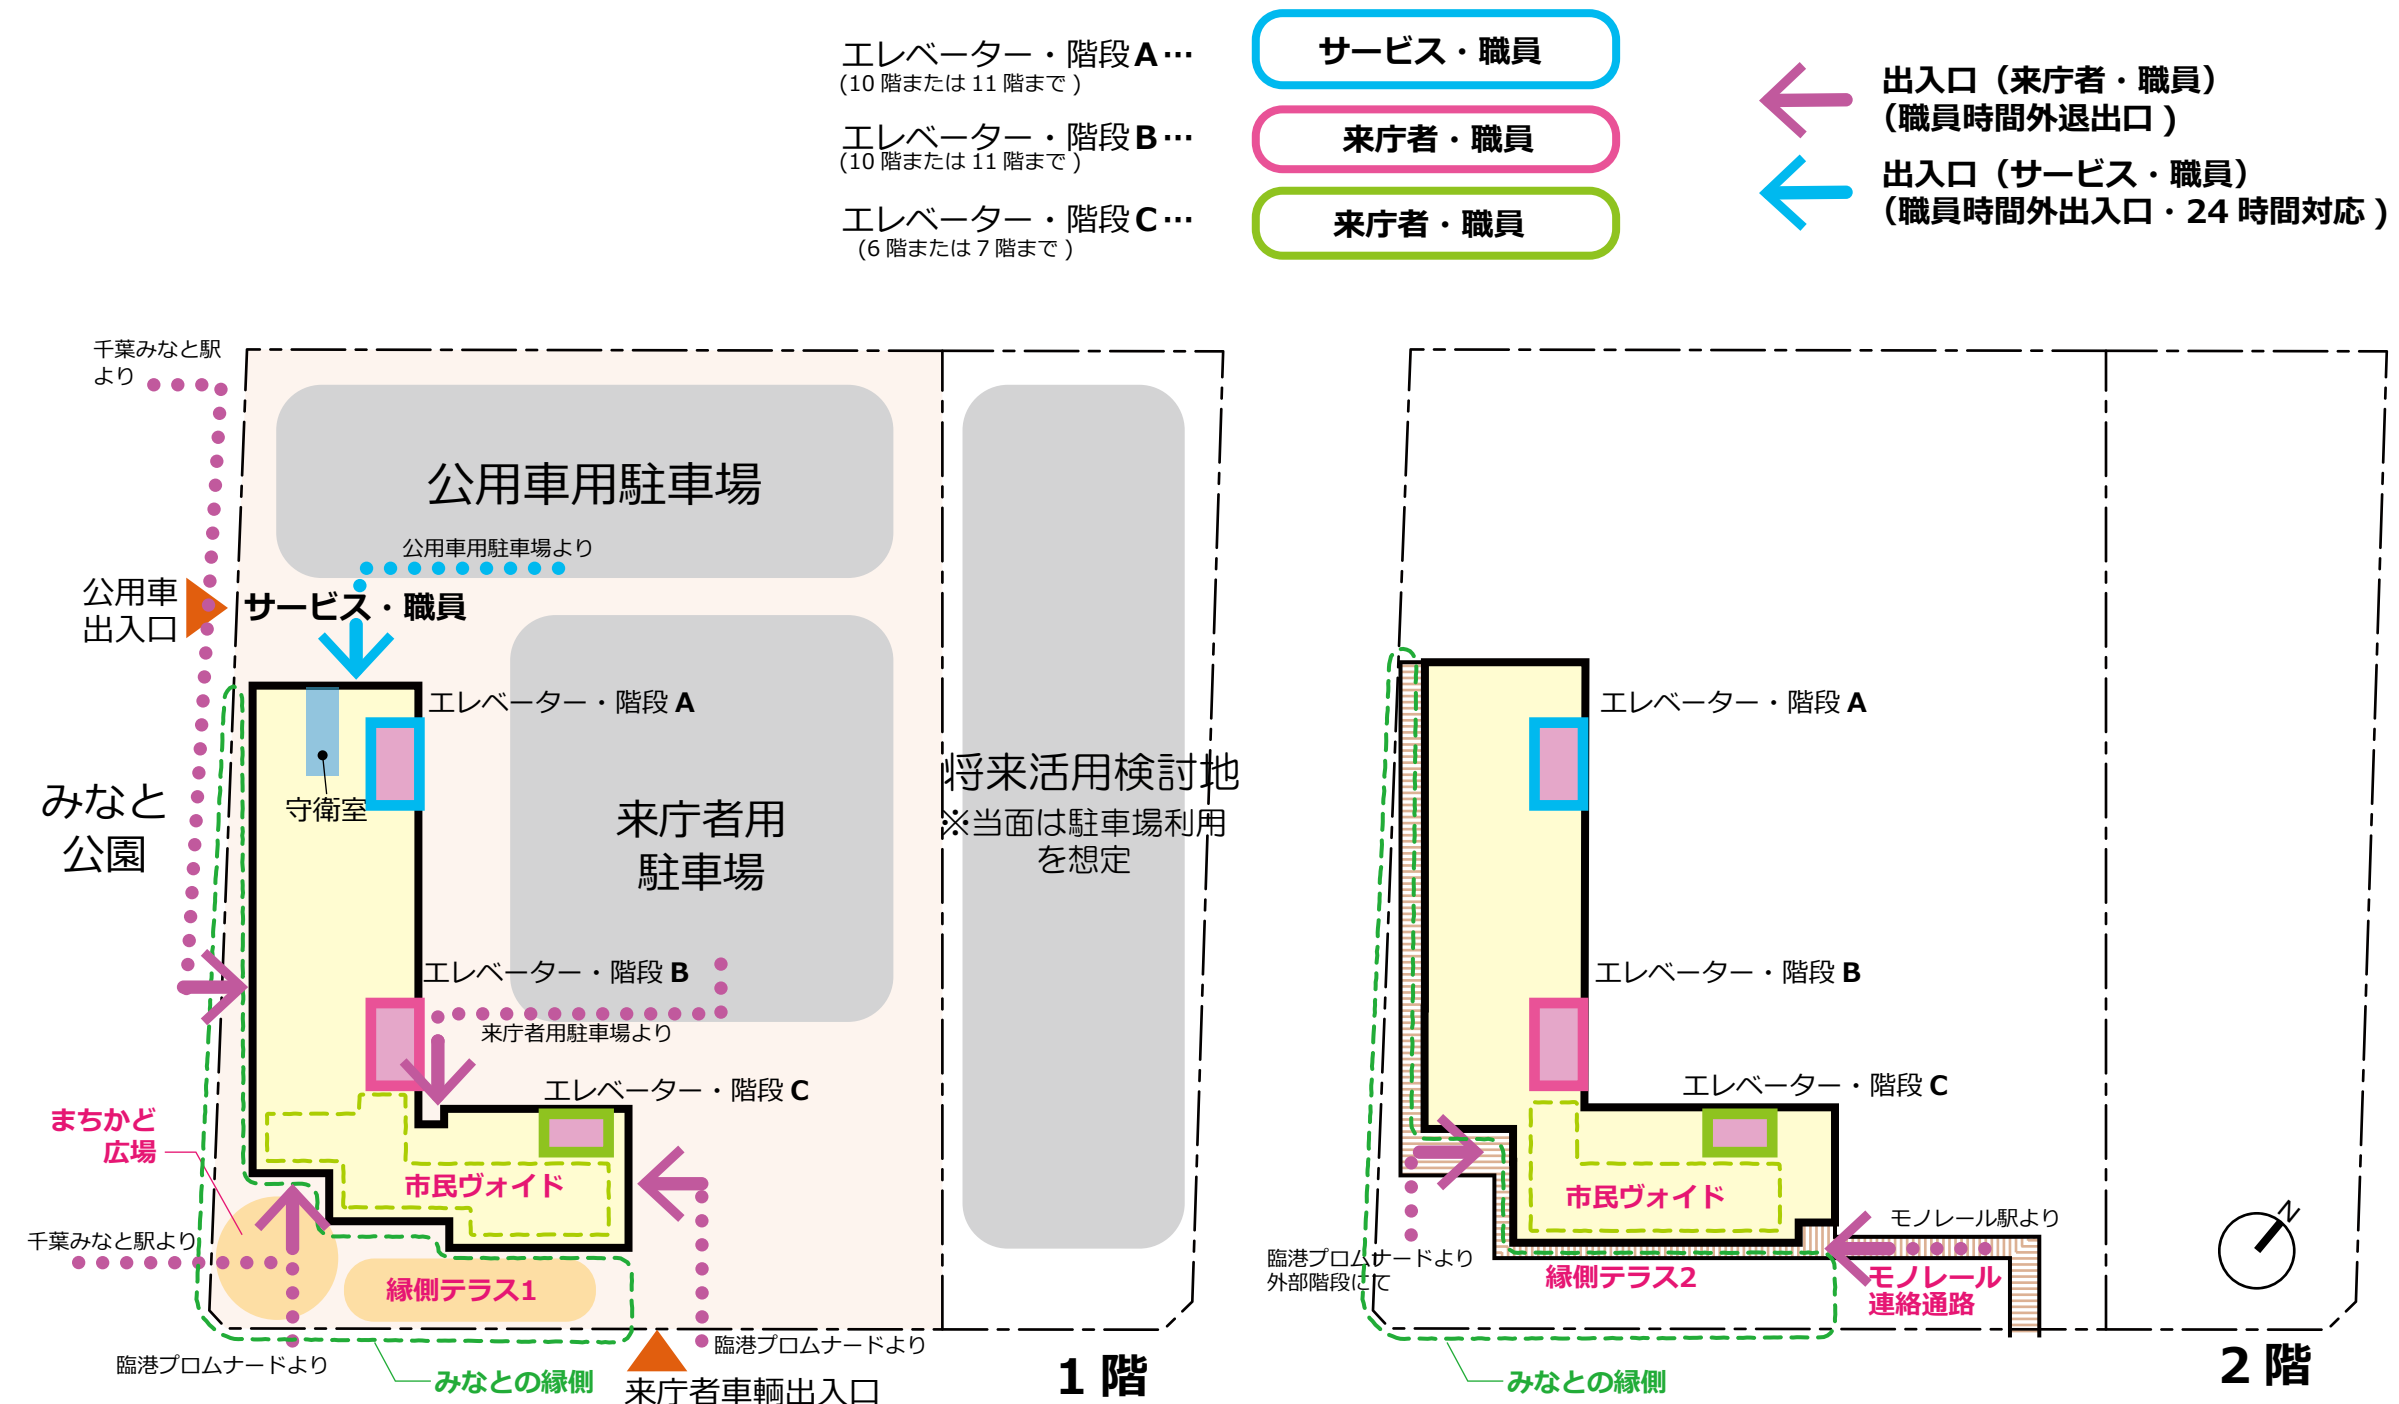 エレベーター・階段A…
(10階または11階まで)
サービス・職員
エレベーター・階段B…
(10階または11階まで)
来庁者・職員
エレベーター・階段C…
(6階または7階まで)
来庁者・職員
出入口（来庁者・職員）
（職員時間外退出口)
出入口（サービス・職員）
（職員時間外出入口・24時間対応)
千葉みなと駅
より
公用車用駐車場
公用車用駐車場より
公用車
出入口
サービス・職員
エレベーター・階段A
守衛室
みなと
公園
来庁者用
駐車場
将来活用検討地
※当面は駐車場利用
を想定
エレベーター・階段B
来庁者用駐車場より
エレベーター・階段C
まちかど
広場
市民ヴォイド
千葉みなと駅より
縁側テラス1
臨港プロムナードより
みなとの縁側
臨港プロムナードより
来庁者車輌出入口
1階
エレベーター・階段A
エレベーター・階段B
エレベーター・階段C
市民ヴォイド
モノレール駅より
臨港プロムナードより
外部階段にて
縁側テラス2
モノレール
連絡通路
みなとの縁側
N
2階